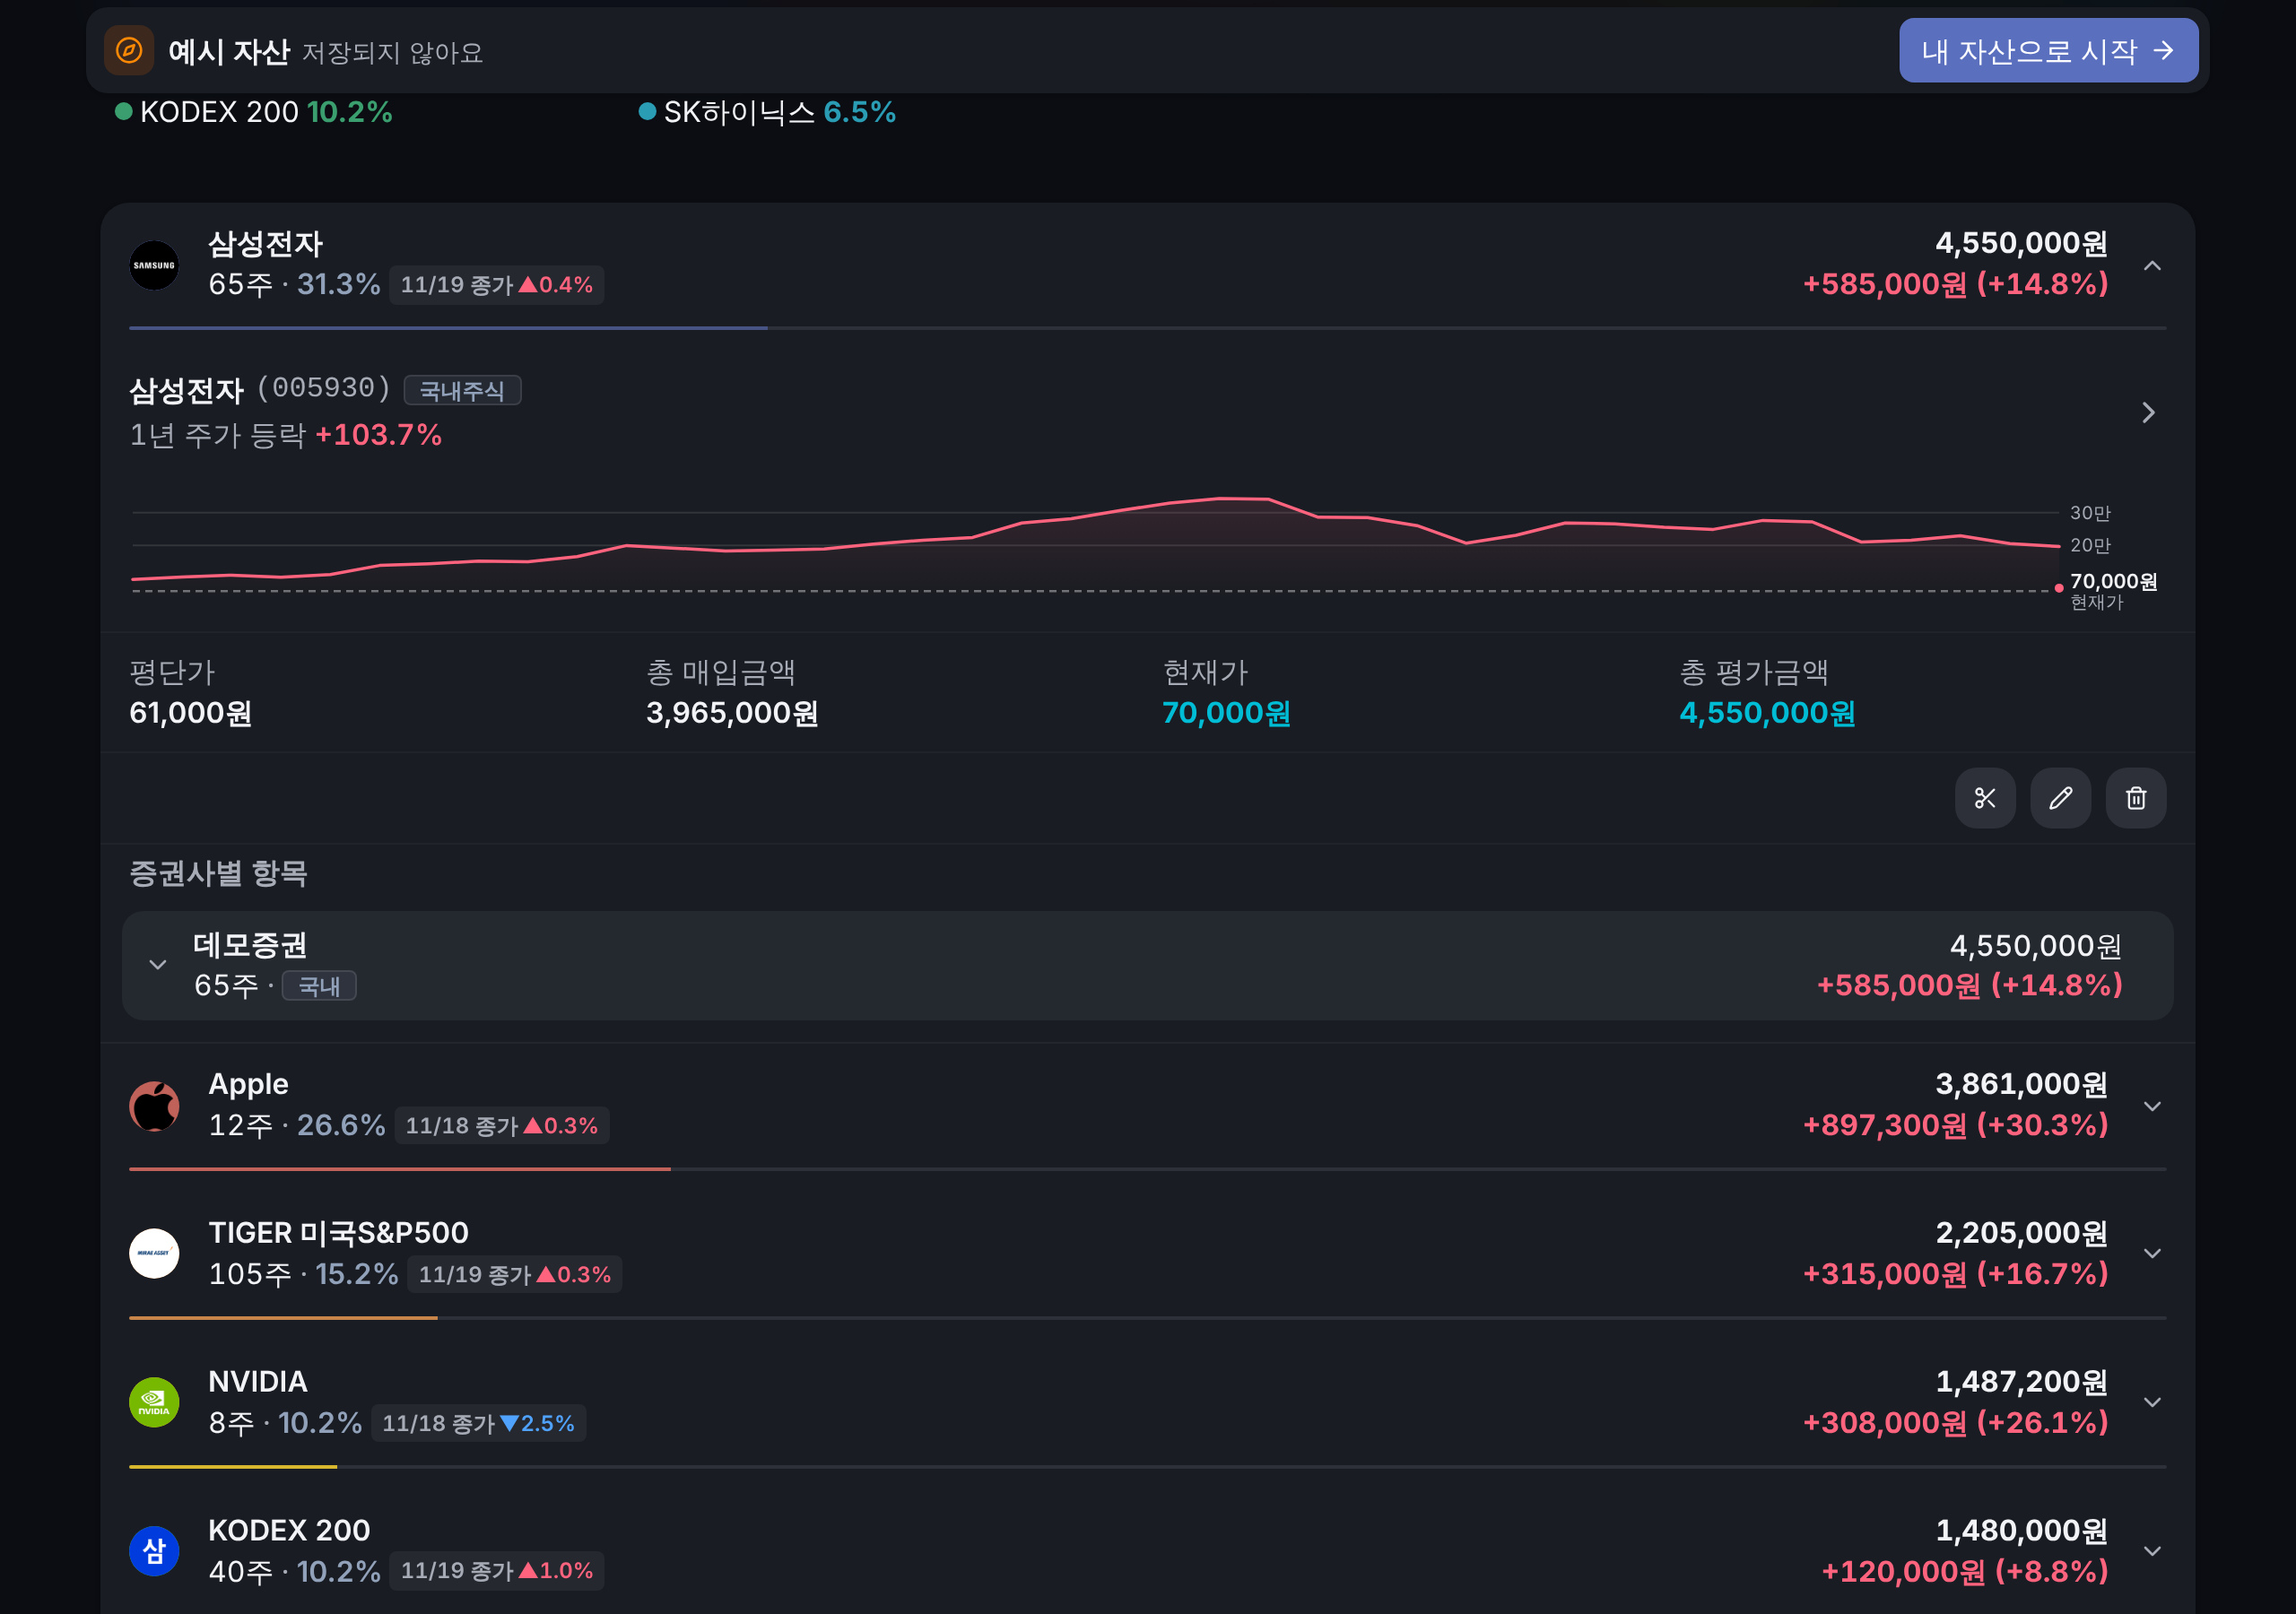 예시 자산 저장되지 않아요
내 자산으로 시작 →
KODEX 200 10.2%
SK하이닉스 6.5%
SAMSUNG
삼성전자
65주 · 31.3% 11/19 종가 ▲0.4%
4,550,000원
+585,000원 (+14.8%)
삼성전자 (005930) 국내주식
1년 주가 등락 +103.7%
30만
20만
70,000원
현재가
평단가
61,000원
총 매입금액
3,965,000원
현재가
70,000원
총 평가금액
4,550,000원
증권사별 항목
데모증권
65주 · 국내
4,550,000원
+585,000원 (+14.8%)
Apple
12주 · 26.6% 11/18 종가 ▲0.3%
3,861,000원
+897,300원 (+30.3%)
MIRAE ASSET
TIGER 미국S&P500
105주 · 15.2% 11/19 종가 ▲0.3%
2,205,000원
+315,000원 (+16.7%)
NVIDIA
NVIDIA
8주 · 10.2% 11/18 종가 ▼2.5%
1,487,200원
+308,000원 (+26.1%)
삼
KODEX 200
40주 · 10.2% 11/19 종가 ▲1.0%
1,480,000원
+120,000원 (+8.8%)